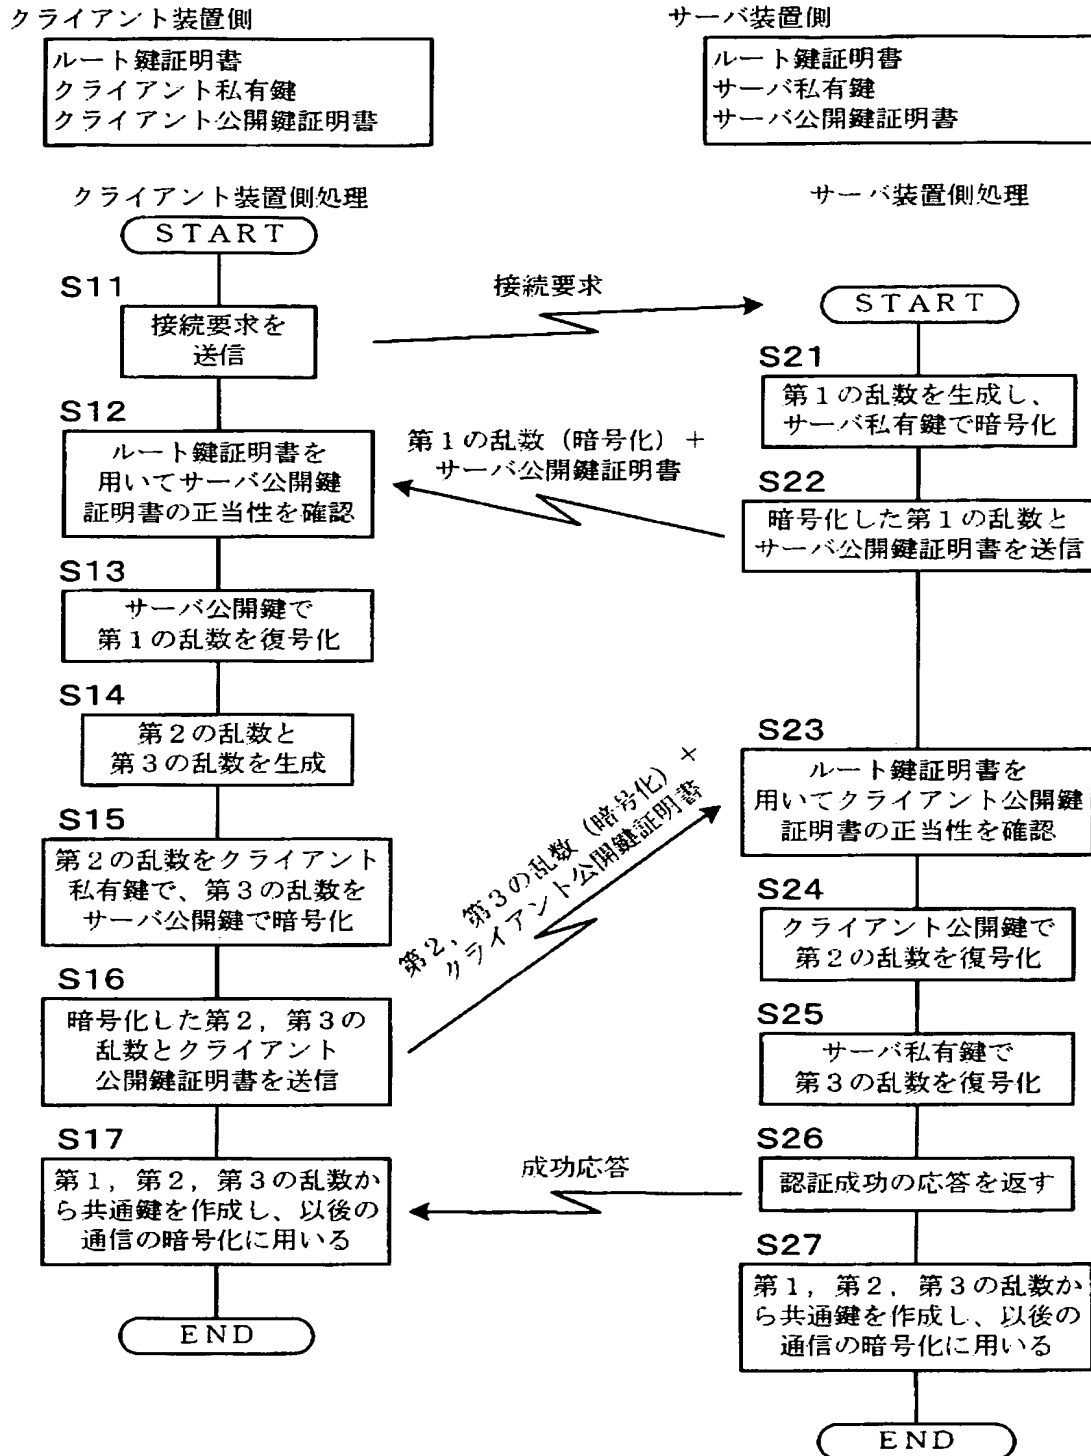 クライアント装置側
ルート鍵証明書
クライアント私有鍵
クライアント公開鍵証明書
サーバ装置側
ルート鍵証明書
サーバ私有鍵
サーバ公開鍵証明書
クライアント装置側処理
START
S11
接続要求を
送信
S12
ルート鍵証明書を
用いてサーバ公開鍵
証明書の正当性を確認
S13
サーバ公開鍵で
第1の乱数を復号化
S14
第2の乱数と
第3の乱数を生成
S15
第2の乱数をクライアント
私有鍵で、第3の乱数を
サーバ公開鍵で暗号化
S16
暗号化した第2,第3の
乱数とクライアント
公開鍵証明書を送信
S17
第1,第2,第3の乱数か
ら共通鍵を作成し、以後の
通信の暗号化に用いる
END
接続要求
第1の乱数(暗号化)+
サーバ公開鍵証明書
第2,第3の乱数(暗号化)+
クライアント公開鍵証明書
成功応答
サーバ装置側処理
START
S21
第1の乱数を生成し、
サーバ私有鍵で暗号化
S22
暗号化した第1の乱数と
サーバ公開鍵証明書を送信
S23
ルート鍵証明書を
用いてクライアント公開鍵
証明書の正当性を確認
S24
クライアント公開鍵で
第2の乱数を復号化
S25
サーバ私有鍵で
第3の乱数を復号化
S26
認証成功の応答を返す
S27
第1,第2,第3の乱数か
ら共通鍵を作成し、以後の
通信の暗号化に用いる
END